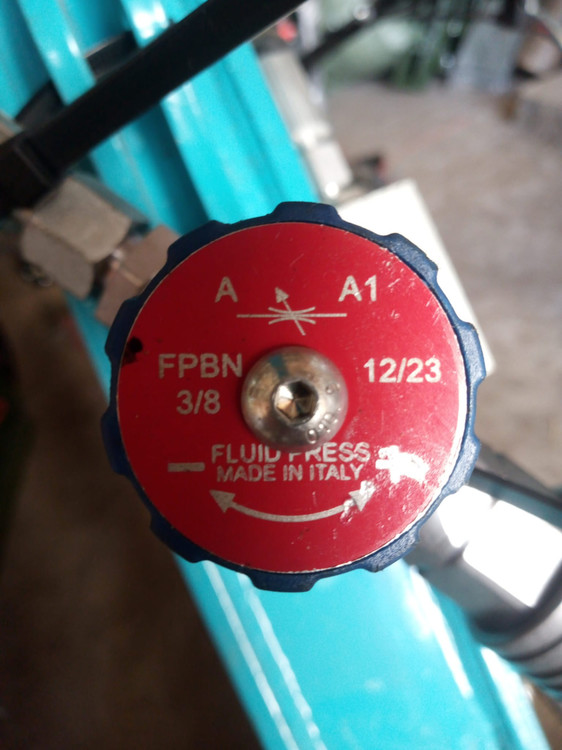 A A1
FPBN 12/23
3/8
FLUID PRESS
MADE IN ITALY
- +